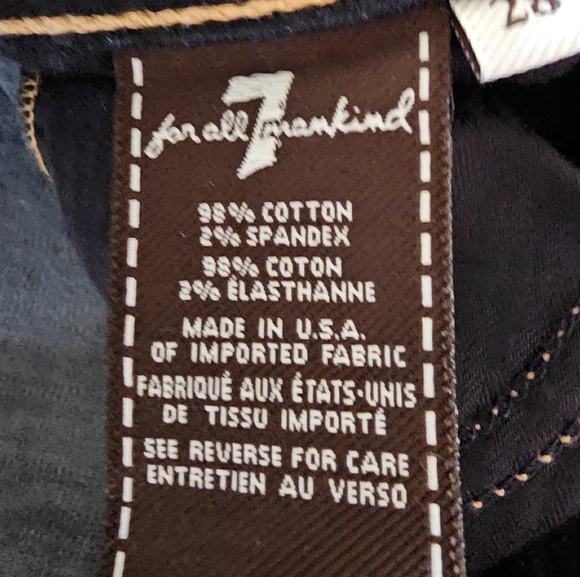 28
7 for all mankind
98% COTTON
2% SPANDEX
98% COTON
2% ÉLASTHANNE
MADE IN U.S.A.
OF IMPORTED FABRIC
FABRIQUÉ AUX ÉTATS-UNIS
DE TISSU IMPORTÉ
SEE REVERSE FOR CARE
ENTRETIEN AU VERSO